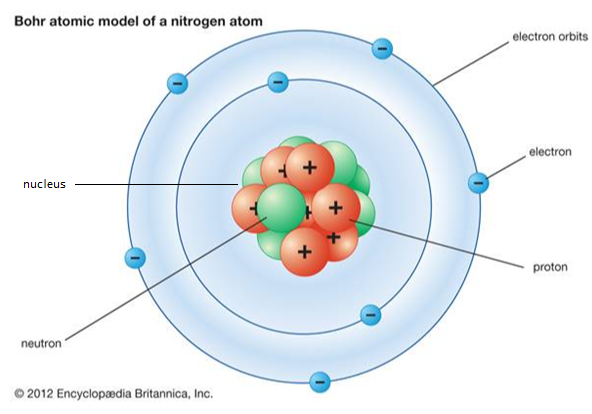 Bohr atomic model of a nitrogen atom
electron orbits
electron
nucleus
proton
neutron
© 2012 Encyclopædia Britannica, Inc.